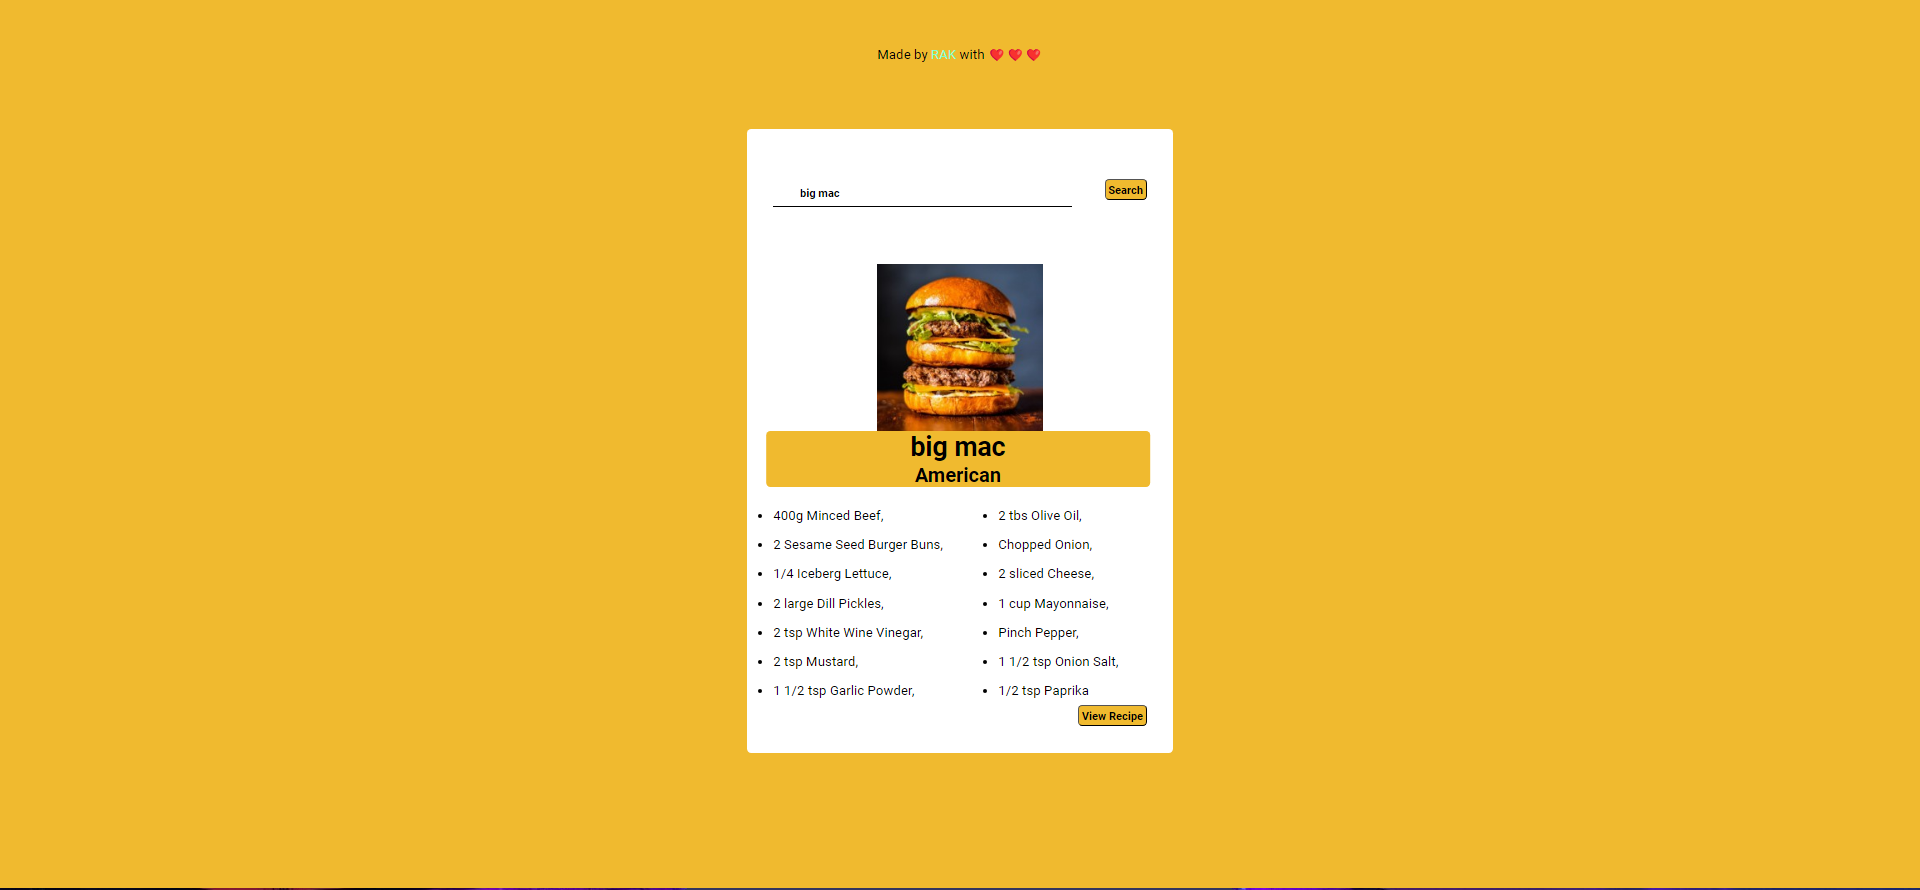 Made by RAK with ❤️ ❤️ ❤️
big mac
Search
big mac
American
400g Minced Beef,
2 Sesame Seed Burger Buns,
1/4 Iceberg Lettuce,
2 large Dill Pickles,
2 tsp White Wine Vinegar,
2 tsp Mustard,
1 1/2 tsp Garlic Powder,
2 tbs Olive Oil,
Chopped Onion,
2 sliced Cheese,
1 cup Mayonnaise,
Pinch Pepper,
1 1/2 tsp Onion Salt,
1/2 tsp Paprika
View Recipe